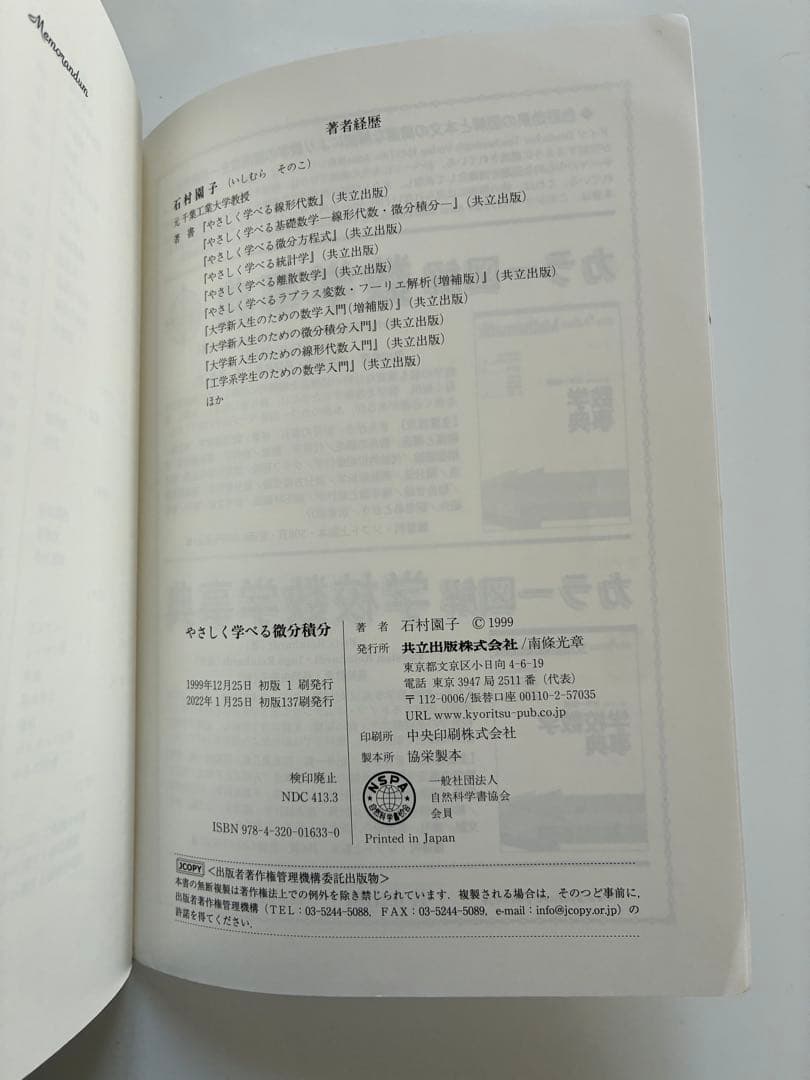 Memorandum
著者経歴
石村園子（いしむら そのこ）
元千葉工業大学教授
著 書 『やさしく学べる線形代数』（共立出版）
『やさしく学べる基礎数学―線形代数・微分積分―』（共立出版）
『やさしく学べる微分方程式』（共立出版）
『やさしく学べる統計学』（共立出版）
『やさしく学べる離散数学』（共立出版）
『やさしく学べるラプラス変換・フーリエ解析(増補版)』（共立出版）
『大学新入生のための数学入門(増補版)』（共立出版）
『大学新入生のための微分積分入門』（共立出版）
『大学新入生のための線形代数入門』（共立出版）
『工学系学生のための数学入門』（共立出版）
ほか
やさしく学べる微分積分
1999年12月25日 初版 1 刷発行
2022年1月25日 初版137刷発行
検印廃止
NDC 413.3
ISBN 978-4-320-01633-0
著 者 石村園子 © 1999
発行所 共立出版株式会社/南條光章
東京都文京区小日向 4-6-19
電話 東京 3947 局 2511 番（代表）
〒112-0006/振替口座 00110-2-57035
URL www.kyoritsu-pub.co.jp
印刷所 中央印刷株式会社
製本所 協栄製本
NSPA
自然科学書協会
一般社団法人
自然科学書協会
会員
Printed in Japan
JCOPY <出版者著作権管理機構委託出版物>
本書の無断複製は著作権法上での例外を除き禁じられています．複製される場合は，そのつど事前に，
出版者著作権管理機構（TEL：03-5244-5088，FAX：03-5244-5089，e-mail：info@jcopy.or.jp）の
許諾を得てください．